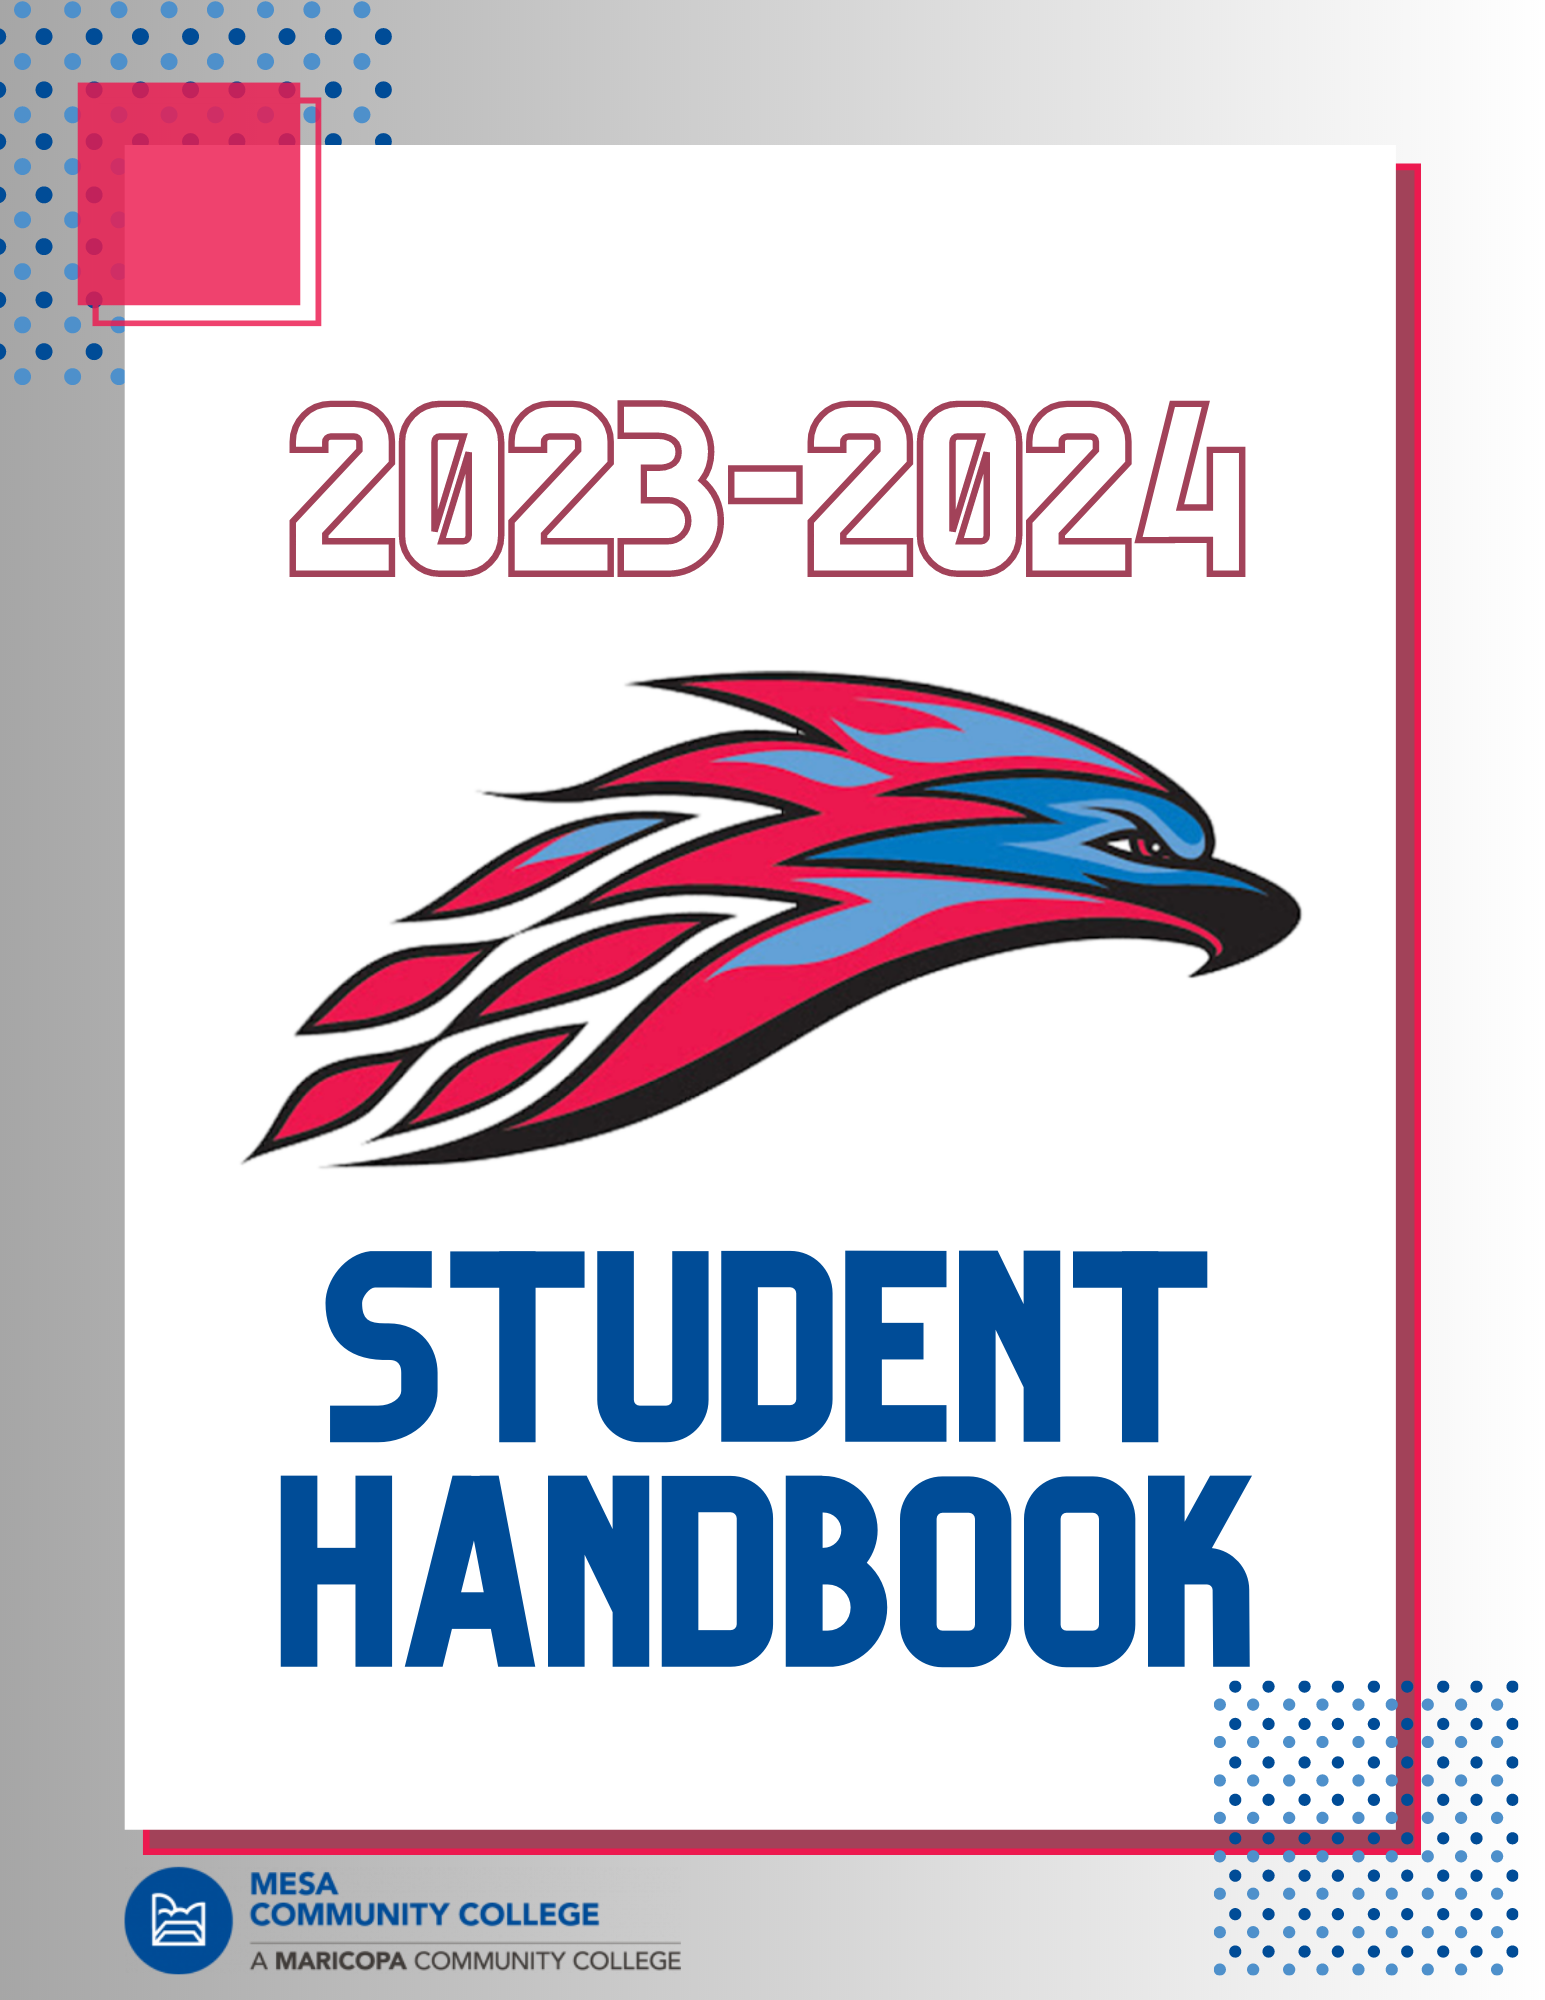 2023-2024
STUDENT
HANDBOOK
MESA
COMMUNITY COLLEGE
A MARICOPA COMMUNITY COLLEGE